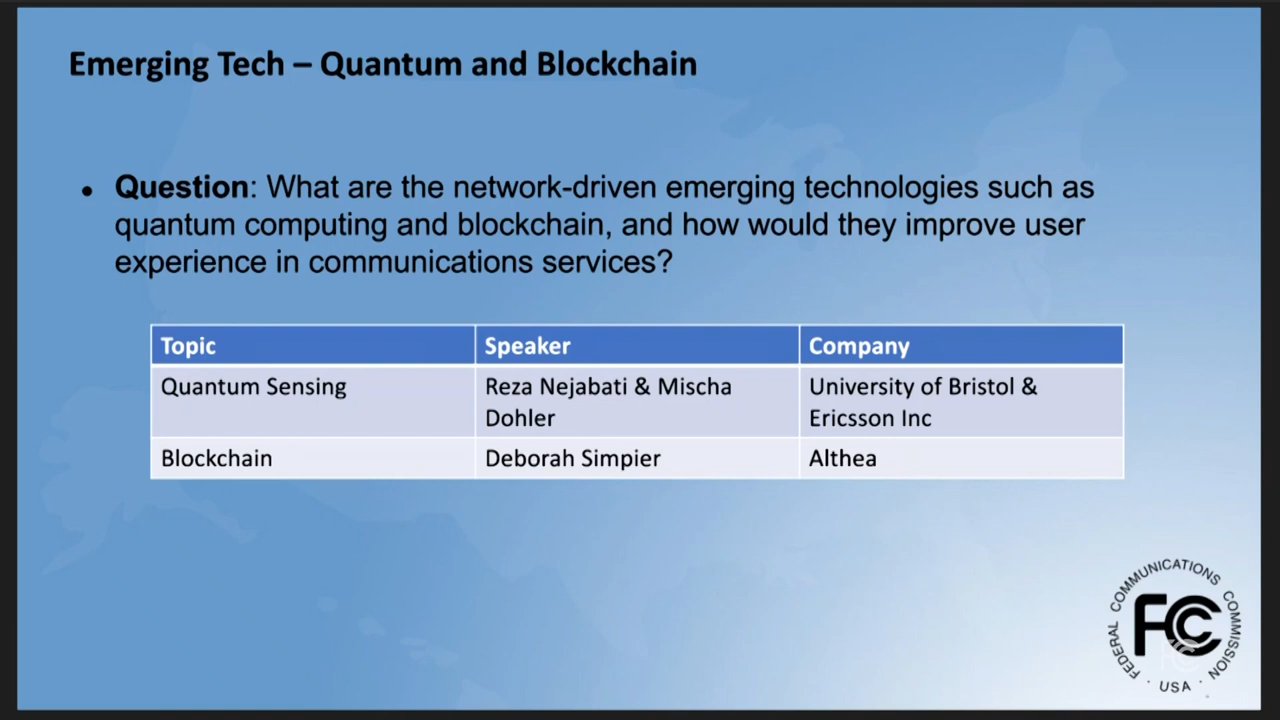 Emerging Tech – Quantum and Blockchain
• Question: What are the network-driven emerging technologies such as
quantum computing and blockchain, and how would they improve user
experience in communications services?
Topic Speaker Company
Quantum Sensing Reza Nejabati & Mischa Dohler University of Bristol & Ericsson Inc
Blockchain Deborah Simpier Althea
FEDERAL COMMUNICATIONS COMMISSION · USA ·
FCC